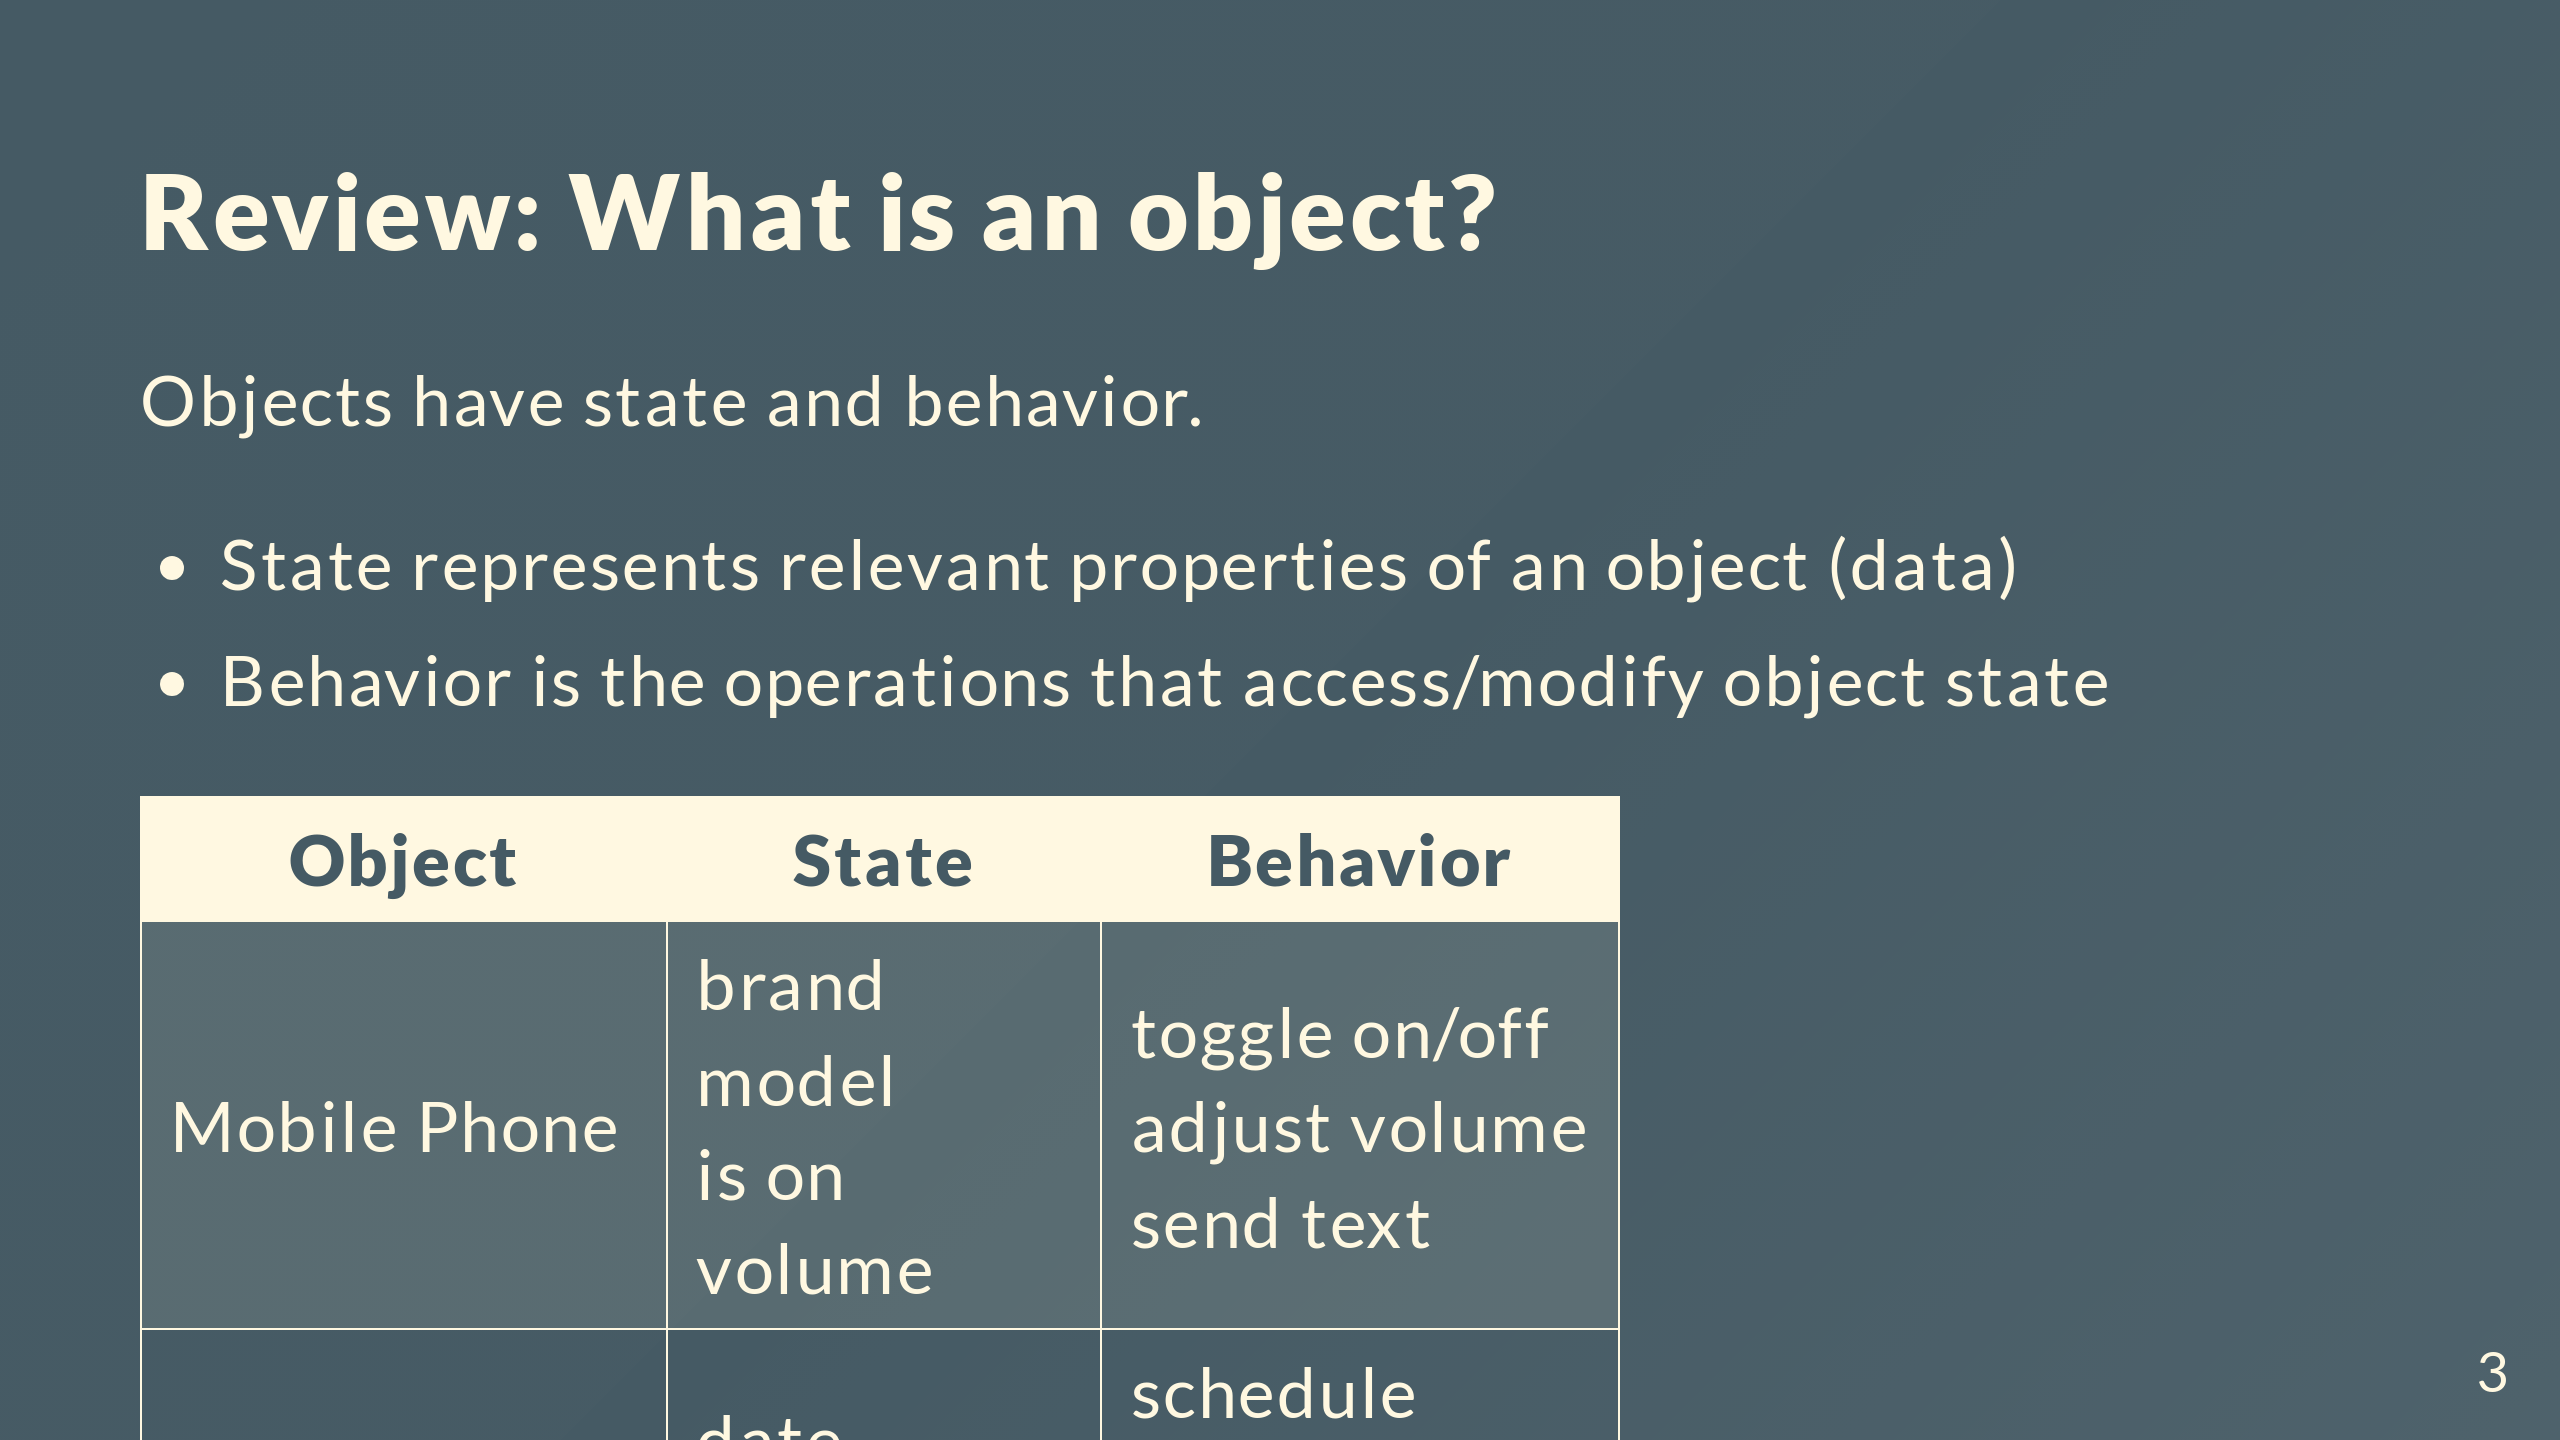 Review: What is an object?
Objects have state and behavior.
• State represents relevant properties of an object (data)
• Behavior is the operations that access/modify object state
Object State Behavior
Mobile Phone
brand
model
is on
volume
toggle on/off
adjust volume
send text
date
schedule
3